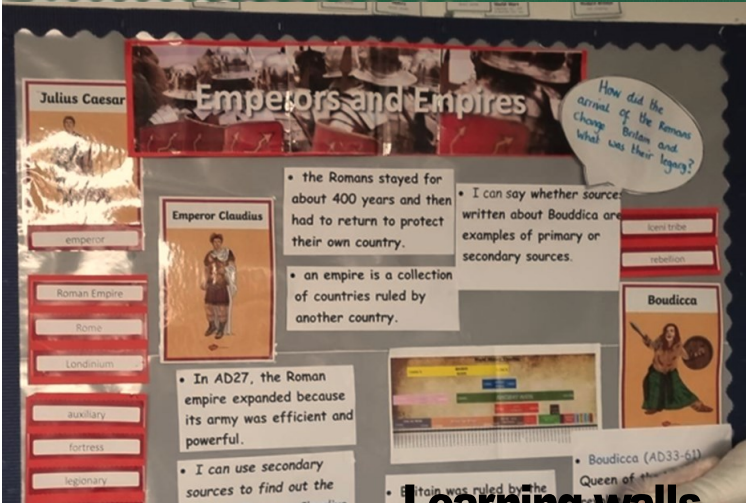 Emperors and Empires
How did the
arrival of the Romans
change Britain and
what was their legacy?
Julius Caesar
emperor
Roman Empire
Rome
Londinium
auxiliary
fortress
legionary
Emperor Claudius
• the Romans stayed for
about 400 years and then
had to return to protect
their own country.
• an empire is a collection
of countries ruled by
another country.
• I can say whether sources
written about Bouddica are
examples of primary or
secondary sources.
Iceni tribe
rebellion
Boudicca
• In AD27, the Roman
empire expanded because
its army was efficient and
powerful.
• I can use secondary
sources to find out the
• Britain was ruled by the
• Boudicca (AD33-61)
Queen of the
Learning walls